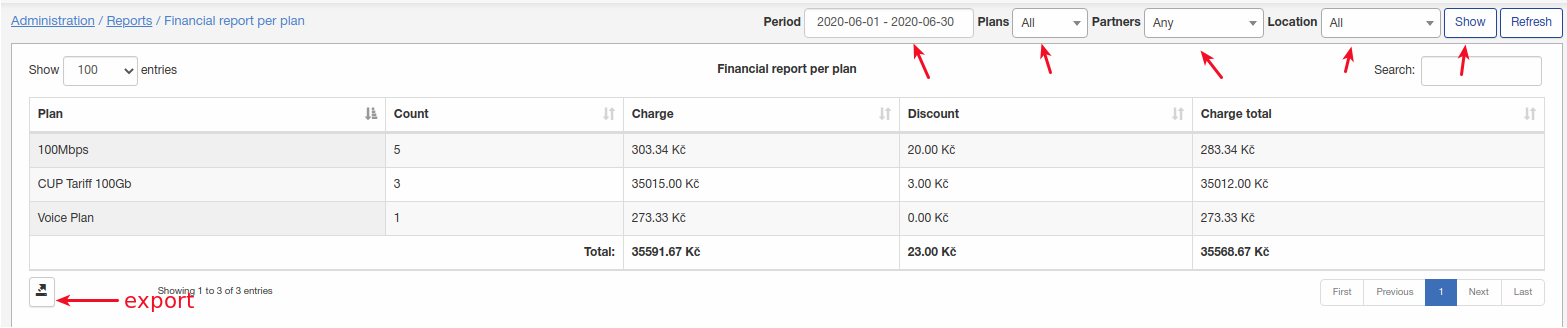 Administration / Reports / Financial report per plan Period 2020-06-01 - 2020-06-30 Plans All Partners Any Location All Show Refresh
Show 100 entries Financial report per plan Search:
Plan Count Charge Discount Charge total
100Mbps 5 303.34 Kč 20.00 Kč 283.34 Kč
CUP Tariff 100Gb 3 35015.00 Kč 3.00 Kč 35012.00 Kč
Voice Plan 1 273.33 Kč 0.00 Kč 273.33 Kč
Total: 35591.67 Kč 23.00 Kč 35568.67 Kč
export Showing 1 to 3 of 3 entries First Previous 1 Next Last